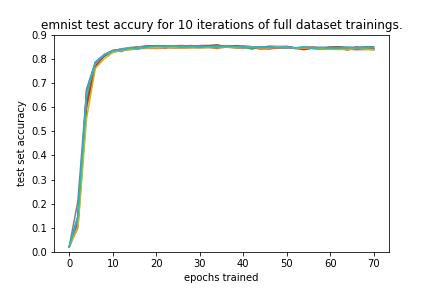 emnist test accury for 10 iterations of full dataset trainings.
0.9
0.8
0.7
0.6
0.5
0.4
0.3
0.2
0.1
0.0
test set accuracy
0 10 20 30 40 50 60 70
epochs trained